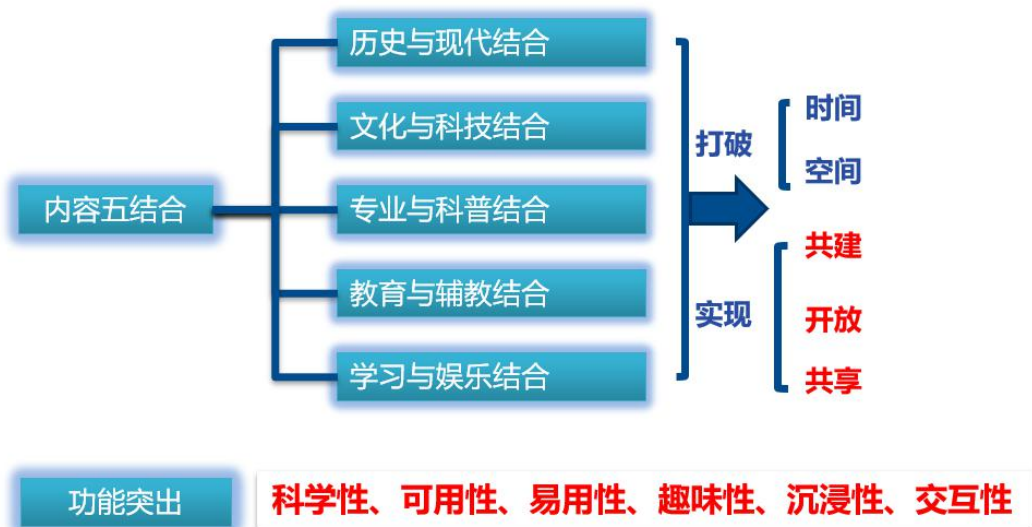 内容五结合
历史与现代结合
文化与科技结合
专业与科普结合
教育与辅教结合
学习与娱乐结合
打破
时间
空间
实现
共建
开放
共享
功能突出
科学性、可用性、易用性、趣味性、沉浸性、交互性